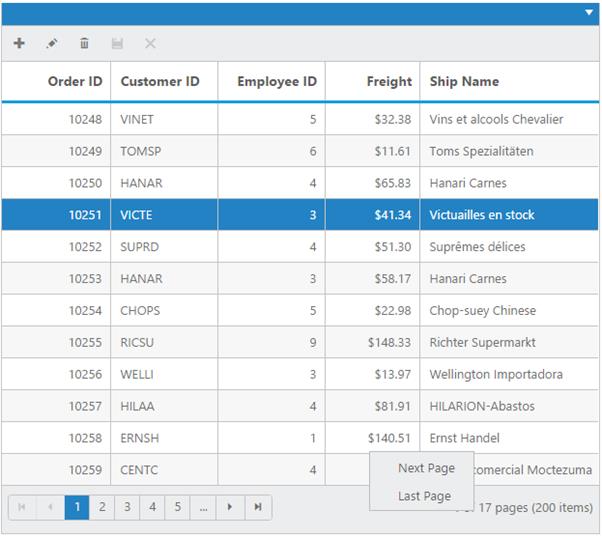 Order ID Customer ID Employee ID Freight Ship Name
10248 VINET 5 $32.38 Vins et alcools Chevalier
10249 TOMSP 6 $11.61 Toms Spezialitäten
10250 HANAR 4 $65.83 Hanari Carnes
10251 VICTE 3 $41.34 Victuailles en stock
10252 SUPRD 4 $51.30 Suprêmes délices
10253 HANAR 3 $58.17 Hanari Carnes
10254 CHOPS 5 $22.98 Chop-suey Chinese
10255 RICSU 9 $148.33 Richter Supermarkt
10256 WELLI 3 $13.97 Wellington Importadora
10257 HILAA 4 $81.91 HILARION-Abastos
10258 ERNSH 1 $140.51 Ernst Handel
10259 CENTC 4 comercial Moctezuma
Next Page
Last Page
1 2 3 4 5 ... 17 pages (200 items)